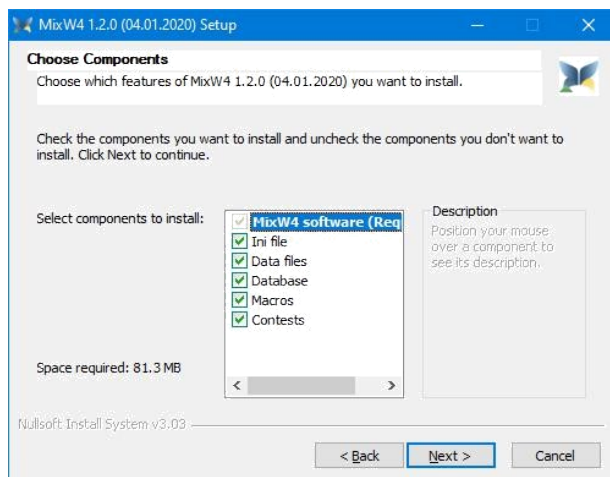 MixW4 1.2.0 (04.01.2020) Setup
Choose Components
Choose which features of MixW4 1.2.0 (04.01.2020) you want to install.
Check the components you want to install and uncheck the components you don't want to
install. Click Next to continue.
Select components to install:
MixW4 software (Req
Ini file
Data files
Database
Macros
Contests
Description
Position your mouse
over a component to
see its description.
Space required: 81.3 MB
Nullsoft Install System v3.03
< Back
Next >
Cancel